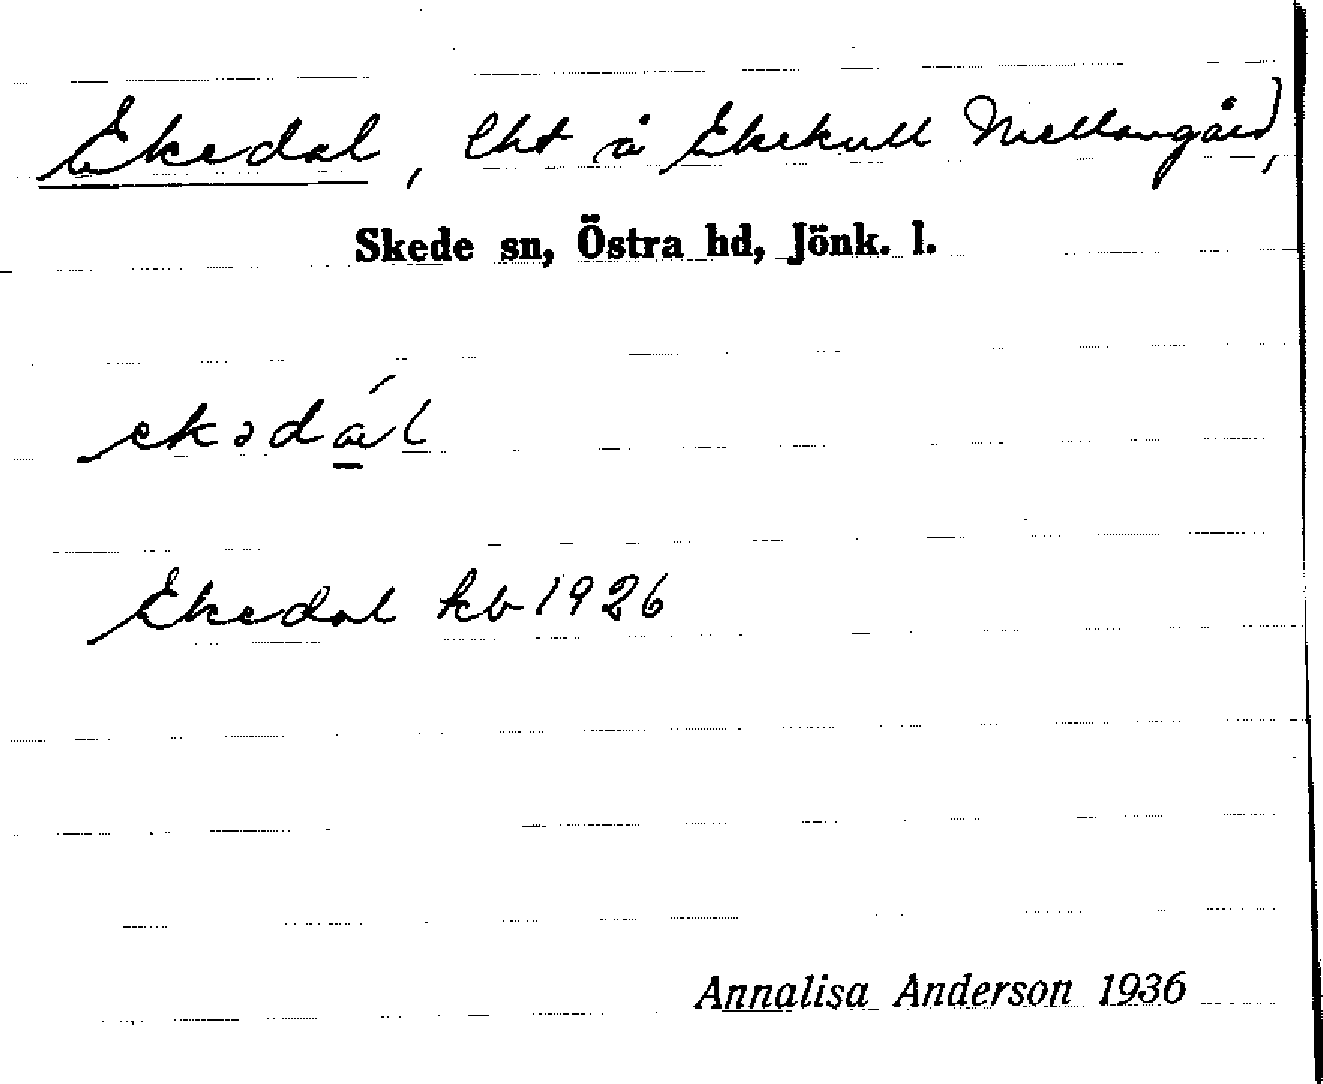 Ekedal, lht å Ekekull Mellangård,
Skede sn, Östra hd, Jönk. l.
ekədá̱l
Ekedal kb 1926
Annalisa Anderson 1936